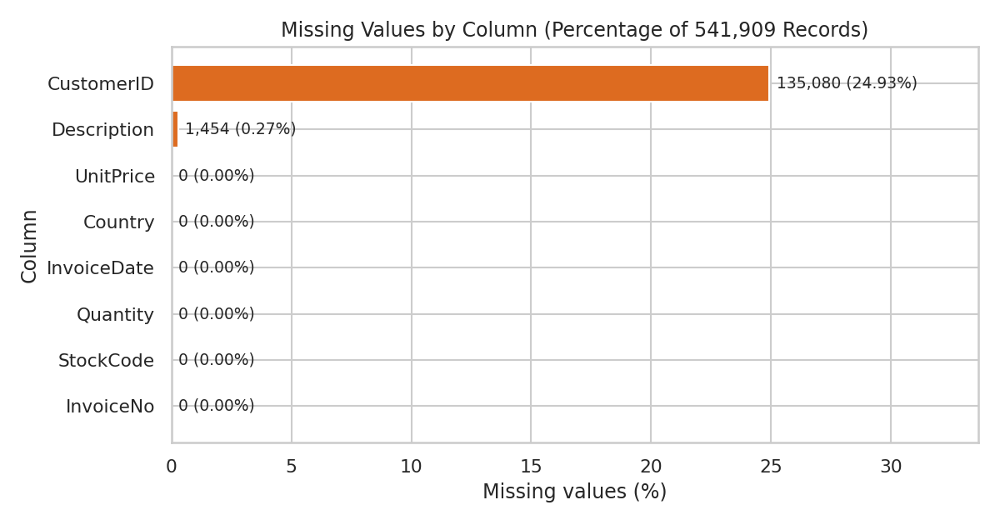 Missing Values by Column (Percentage of 541,909 Records)
CustomerID
135,080 (24.93%)
Description
1,454 (0.27%)
UnitPrice
0 (0.00%)
Country
0 (0.00%)
InvoiceDate
0 (0.00%)
Quantity
0 (0.00%)
StockCode
0 (0.00%)
InvoiceNo
0 (0.00%)
Column
0 5 10 15 20 25 30
Missing values (%)